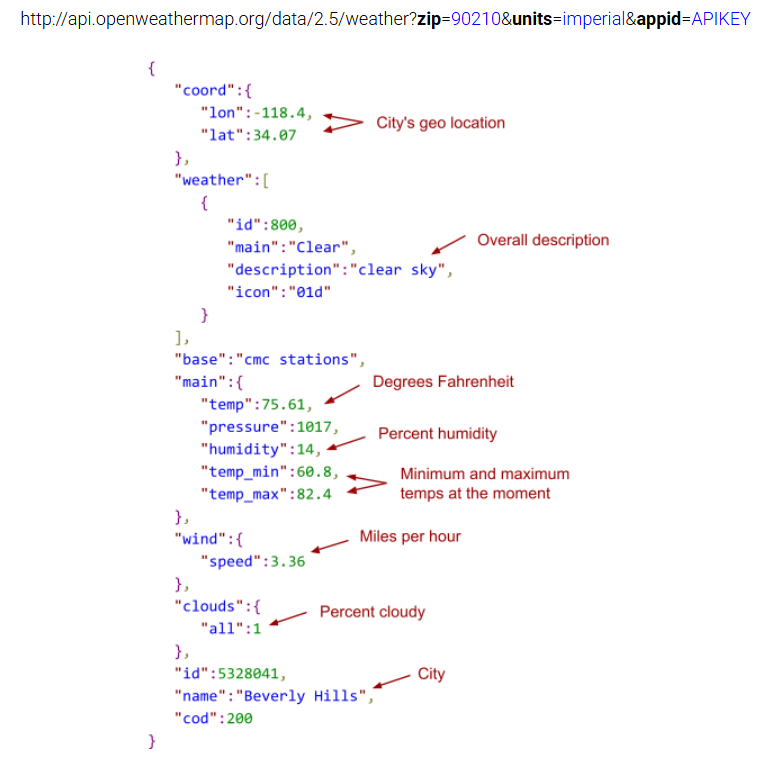 http://api.openweathermap.org/data/2.5/weather?zip=90210&units=imperial&appid=APIKEY
{
"coord":{
"lon":-118.4,
"lat":34.07
City's geo location
},
"weather":[
{
"id":800,
"main":"Clear",
Overall description
"description":"clear sky",
"icon":"01d"
}
],
"base":"cmc stations",
"main":{
Degrees Fahrenheit
"temp":75.61,
"pressure":1017,
Percent humidity
"humidity":14,
"temp_min":60.8,
"temp_max":82.4
Minimum and maximum
temps at the moment
},
"wind":{
Miles per hour
"speed":3.36
},
"clouds":{
Percent cloudy
"all":1
},
"id":5328041,
City
"name":"Beverly Hills",
"cod":200
}